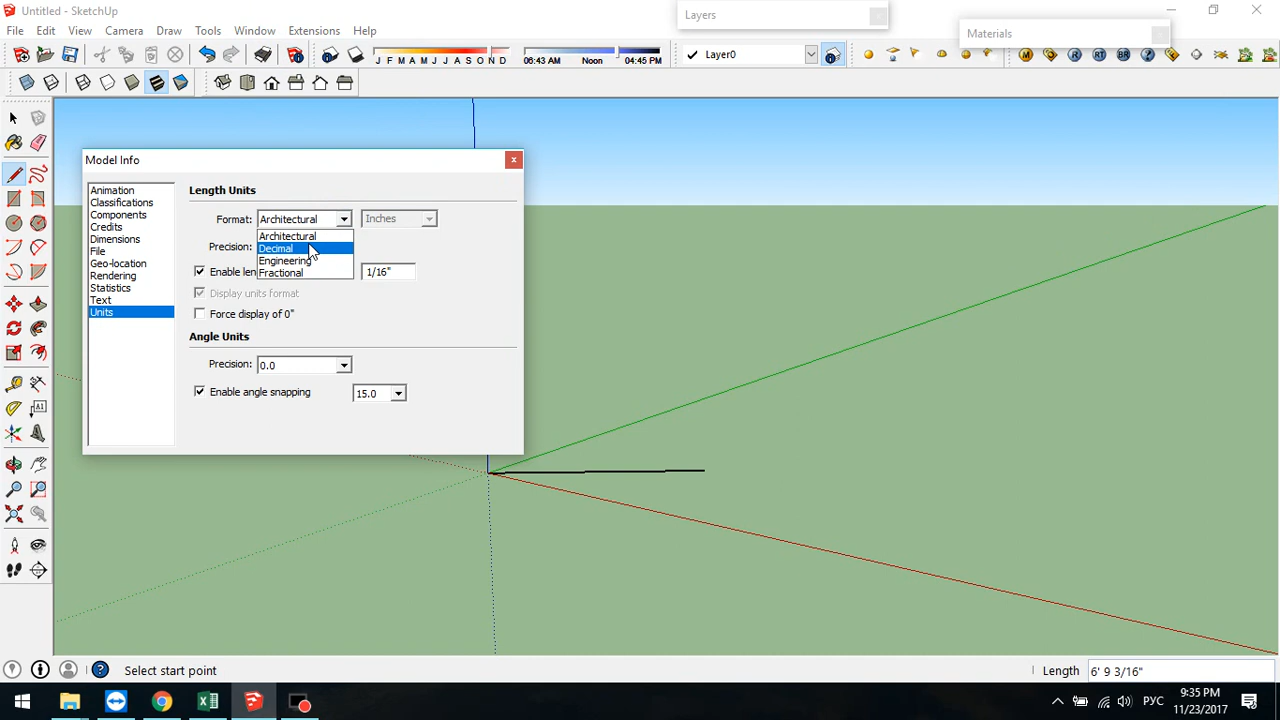 Untitled - SketchUp
Layers
Materials
File Edit View Camera Draw Tools Window Extensions Help
J F M A M J J A S O N D
06:43 AM Noon 04:45 PM
Layer0
M R RT BR
Model Info
Animation
Classifications
Components
Credits
Dimensions
File
Geo-location
Rendering
Statistics
Text
Units
Length Units
Format: Architectural Inches
Architectural
Decimal
Engineering
Fractional
Precision:
Enable len 1/16"
Display units format
Force display of 0"
Angle Units
Precision: 0.0
Enable angle snapping 15.0
A1
Select start point
Length 6' 9 3/16"
РУС
9:35 PM
11/23/2017